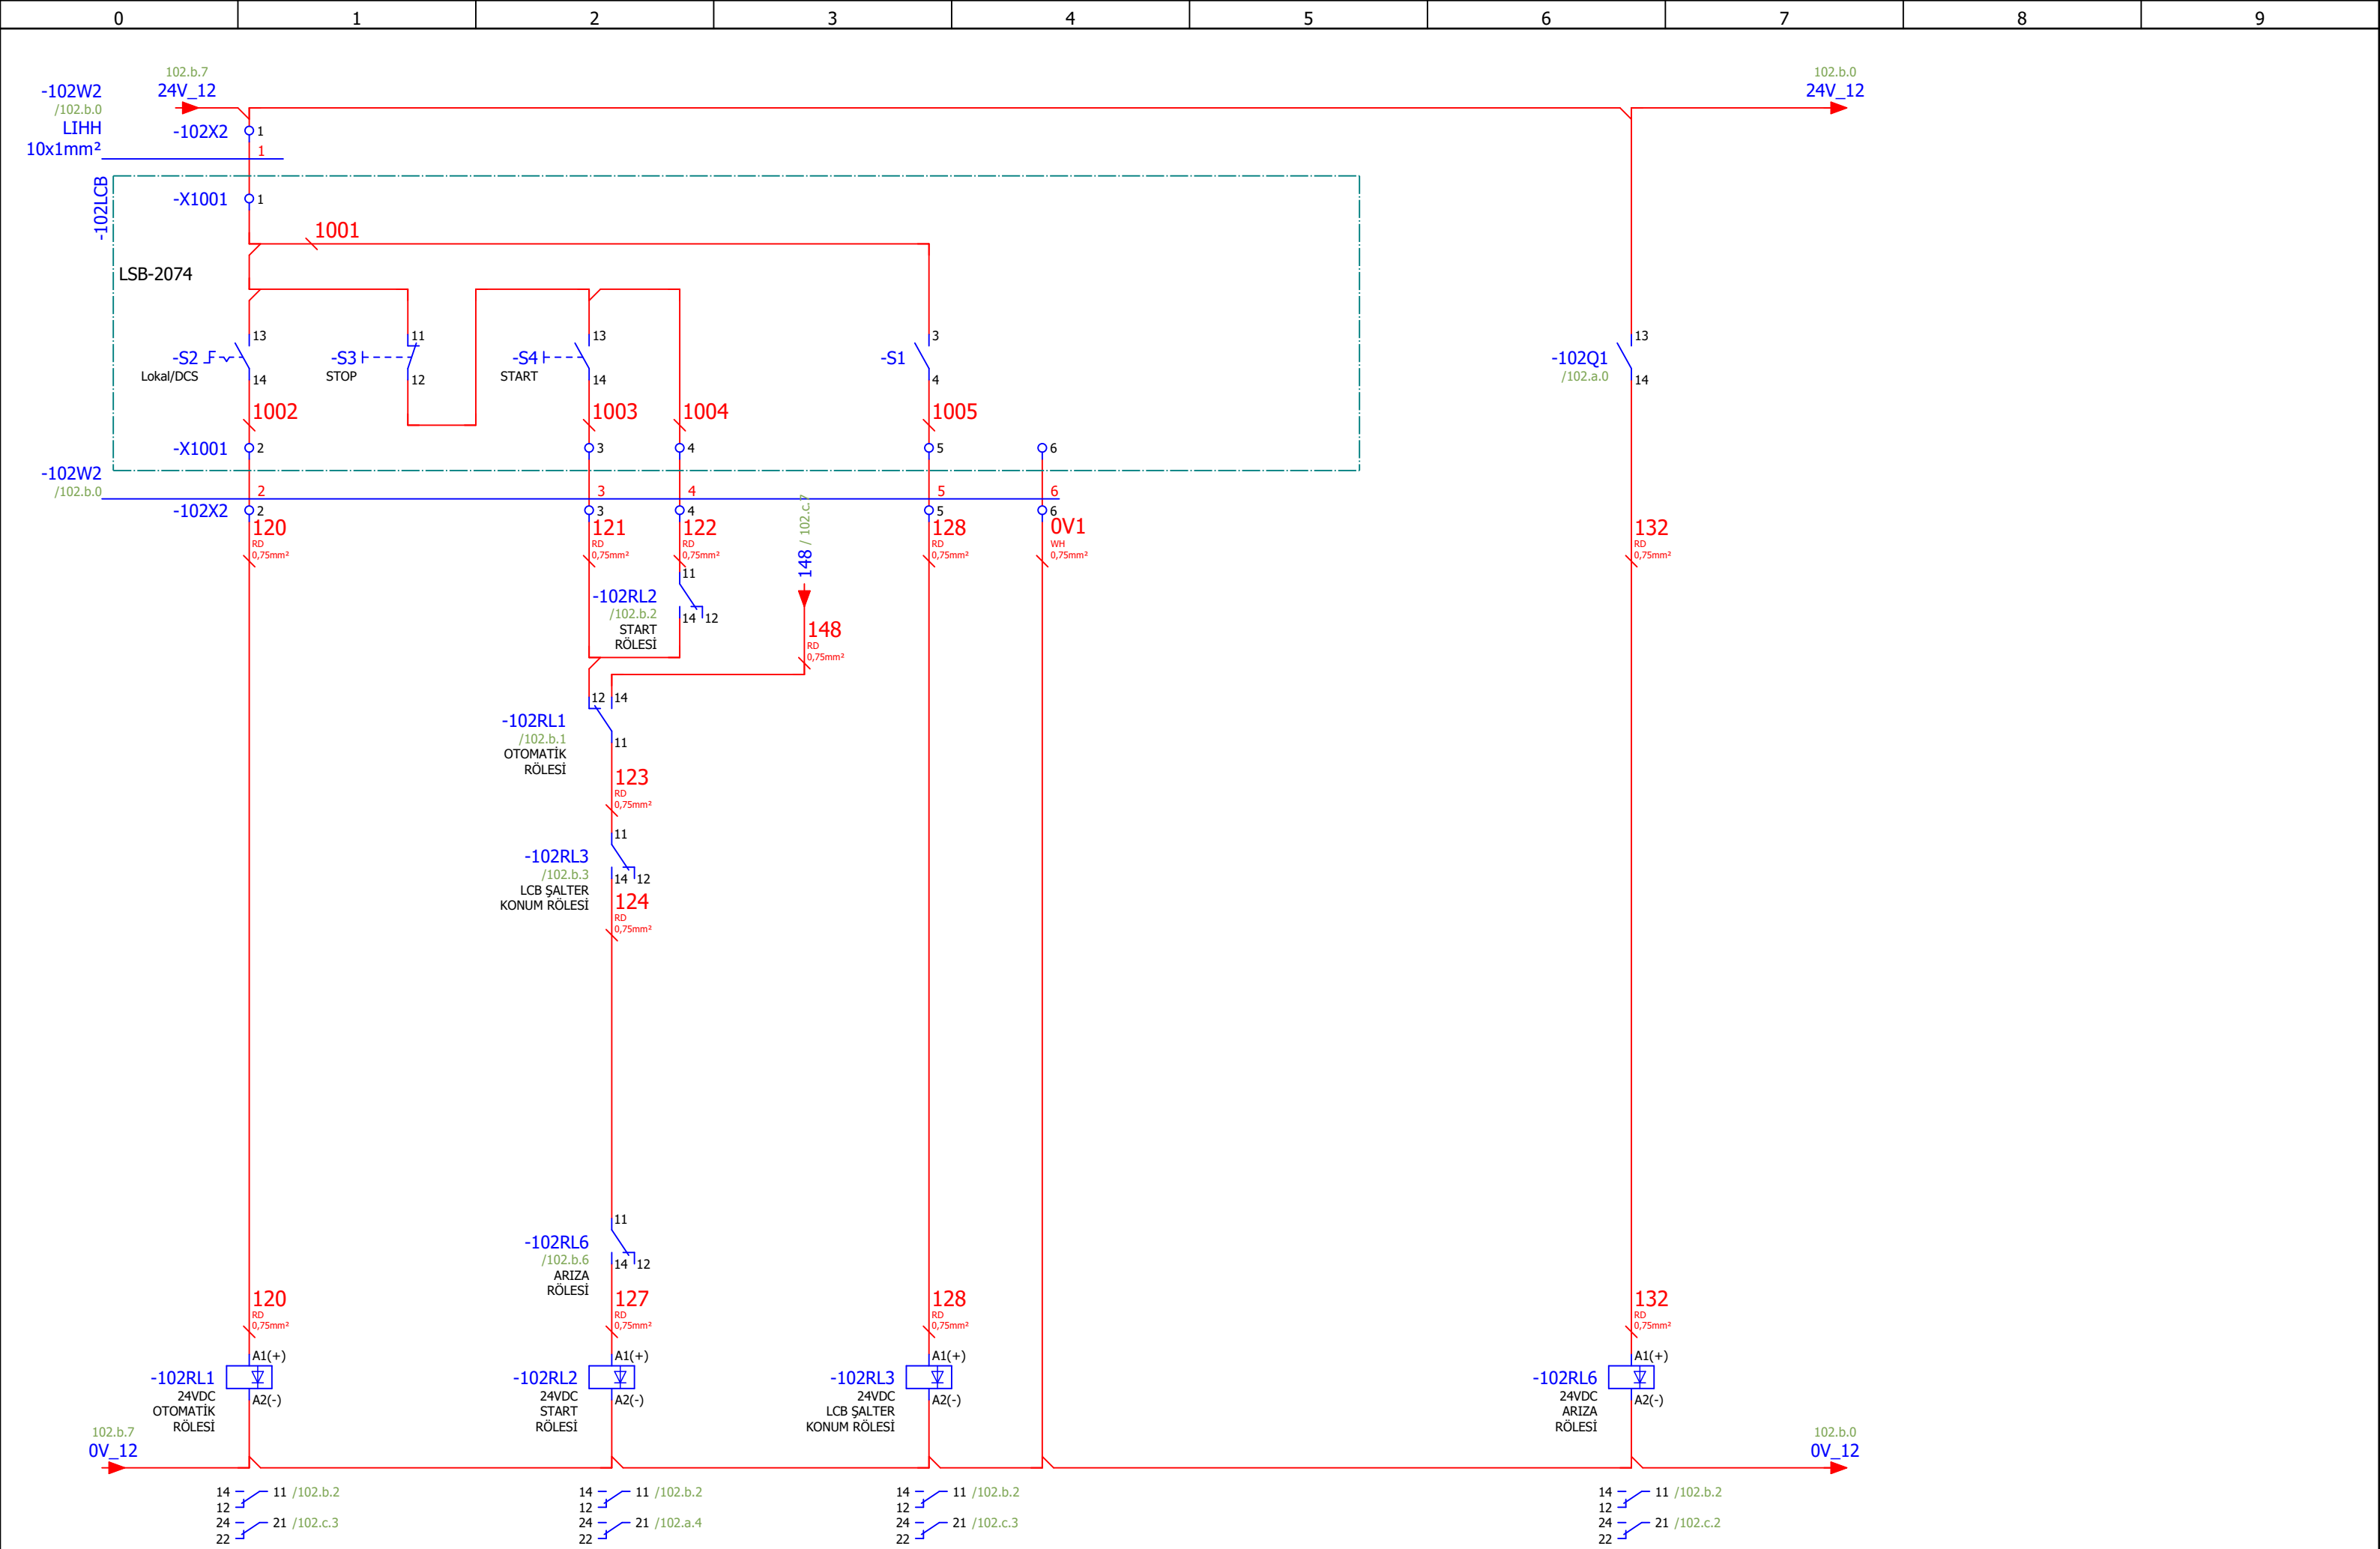 0 1 2 3 4 5 6 7 8 9
102.b.7
24V_12
-102W2
/102.b.0
LIHH
10x1mm²
102.b.0
24V_12
-102X2 1
1
-102LCB
-X1001 1
1001
LSB-2074
-S2
Lokal/DCS
13
14
-S3
STOP
11
12
-S4
START
13
14
-S1
3
4
-102Q1
/102.a.0
13
14
1002
1003
1004
1005
-X1001 2 3 4 5 6
-102W2
/102.b.0
2 3 4 5 6
-102X2 2 3 4 5 6
120
RD
0,75mm²
121
RD
0,75mm²
122
RD
0,75mm²
148 / 102.c.7
128
RD
0,75mm²
0V1
WH
0,75mm²
132
RD
0,75mm²
-102RL2
/102.b.2
START
RÖLESİ
11
14 12
148
RD
0,75mm²
12 14
-102RL1
/102.b.1
OTOMATİK
RÖLESİ
11
123
RD
0,75mm²
11
-102RL3
/102.b.3
LCB ŞALTER
KONUM RÖLESİ
14 12
124
RD
0,75mm²
11
-102RL6
/102.b.6
ARIZA
RÖLESİ
14 12
120
RD
0,75mm²
127
RD
0,75mm²
128
RD
0,75mm²
132
RD
0,75mm²
A1(+)
-102RL1
24VDC
OTOMATİK
RÖLESİ
A2(-)
A1(+)
-102RL2
24VDC
START
RÖLESİ
A2(-)
A1(+)
-102RL3
24VDC
LCB ŞALTER
KONUM RÖLESİ
A2(-)
A1(+)
-102RL6
24VDC
ARIZA
RÖLESİ
A2(-)
102.b.7
0V_12
102.b.0
0V_12
14 11 /102.b.2
12
24 21 /102.c.3
22
14 11 /102.b.2
12
24 21 /102.a.4
22
14 11 /102.b.2
12
24 21 /102.c.3
22
14 11 /102.b.2
12
24 21 /102.c.2
22